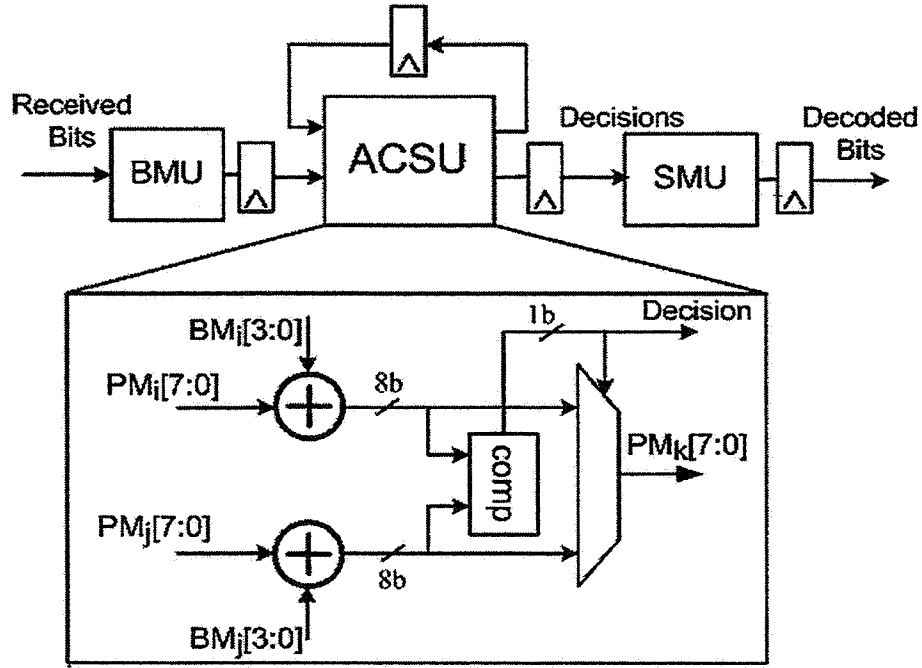 Received
Bits
BMU
ACSU
Decisions
SMU
Decoded
Bits
BMi[3:0]
PMi[7:0]
8b
1b
Decision
comp
PMk[7:0]
PMj[7:0]
8b
BMj[3:0]